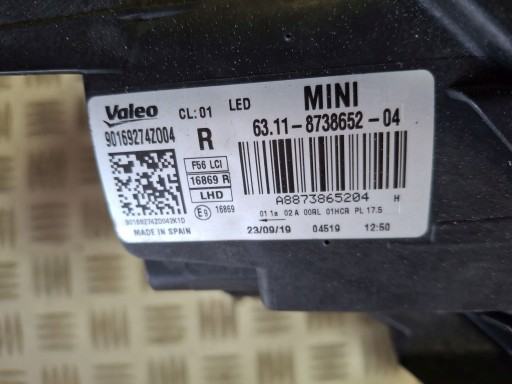 Valeo CL:01 LED MINI
90169274Z004 R 63.11-8738652-04
F56 LCI
16869 R
LHD
A8873865204 H
E9 16869
01 1a 02 A 00RL 01HCR PL 17.5
90169274Z0043K1D
MADE IN SPAIN 23/09/19 04519 12:50